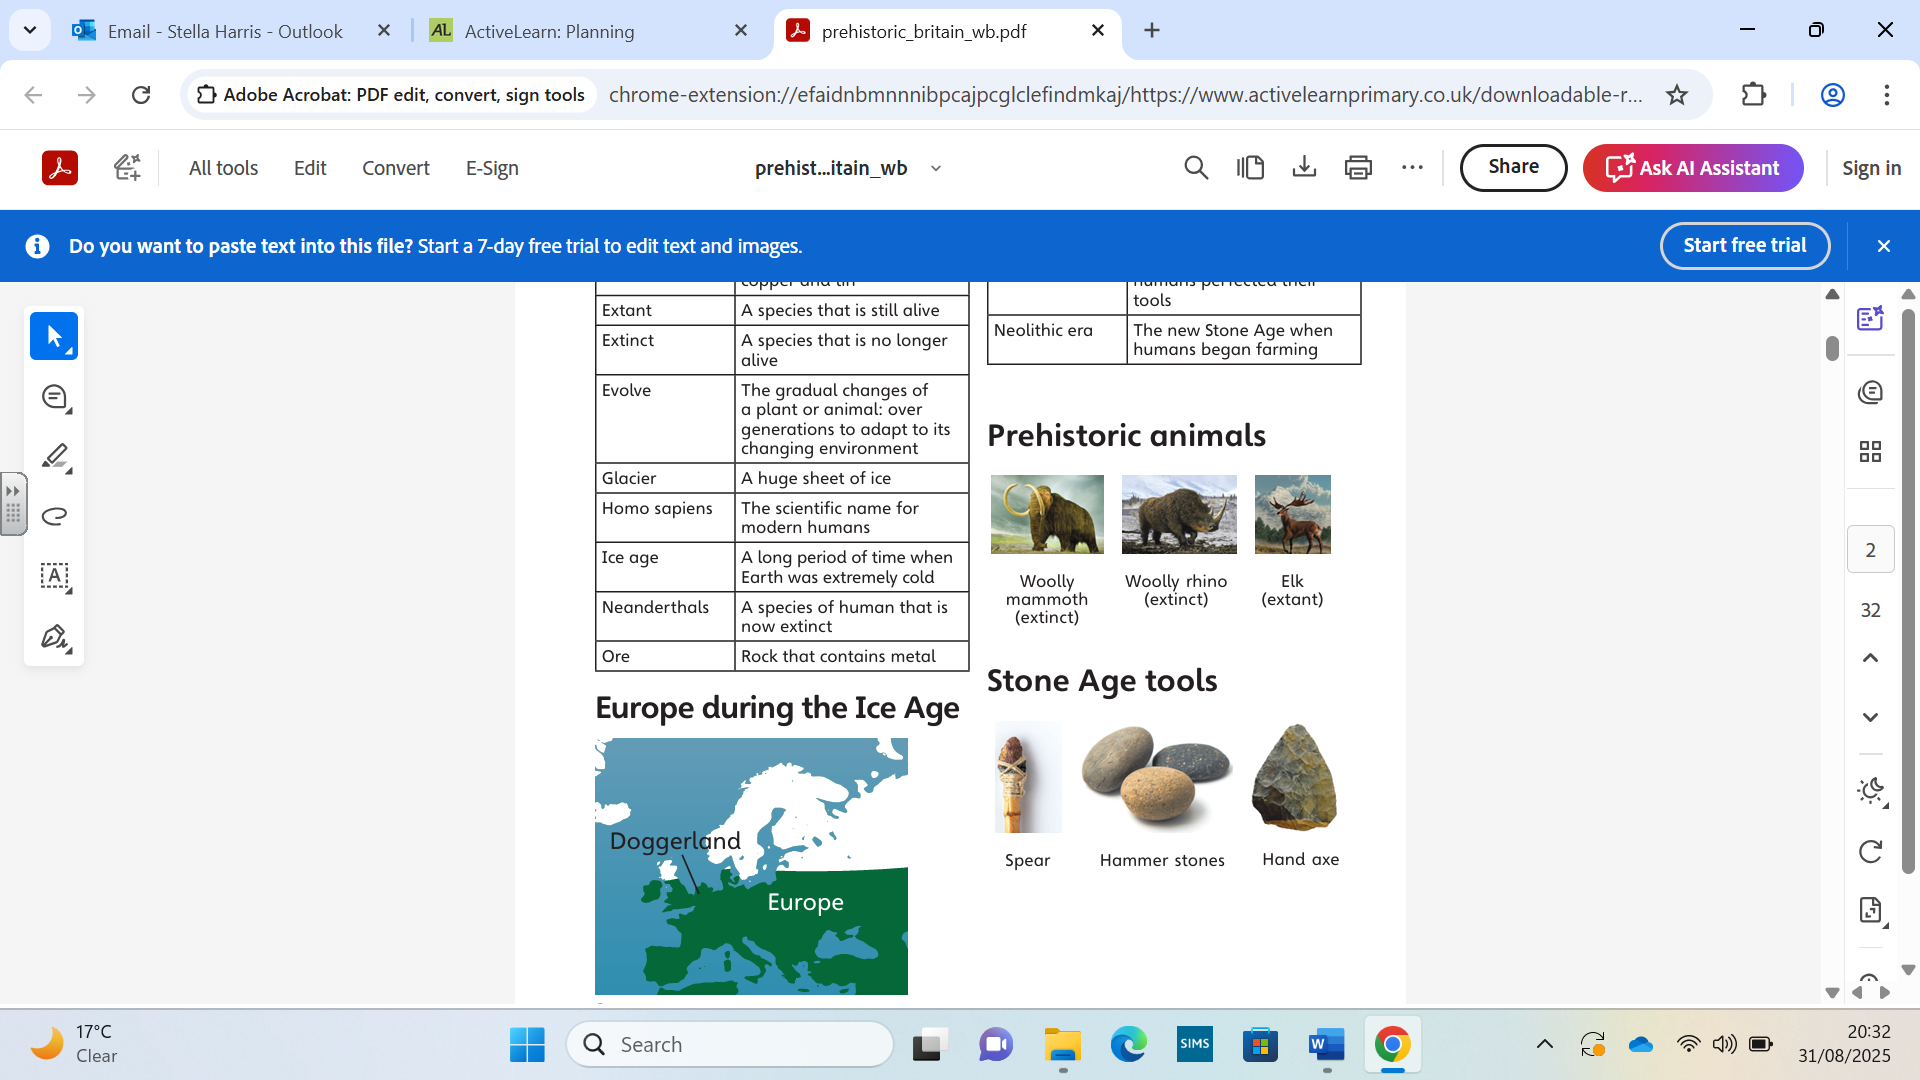 Email - Stella Harris - Outlook
ActiveLearn: Planning
prehistoric_britain_wb.pdf
Adobe Acrobat: PDF edit, convert, sign tools
chrome-extension://efaidnbmnnnibpcajpcglclefindmkaj/https://www.activelearnprimary.co.uk/downloadable-r...
All tools
Edit
Convert
E-Sign
prehist...itain_wb
Share
Ask AI Assistant
Sign in
Do you want to paste text into this file? Start a 7-day free trial to edit text and images.
Start free trial
copper and tin
Extant
A species that is still alive
Extinct
A species that is no longer
alive
Evolve
The gradual changes of
a plant or animal: over
generations to adapt to its
changing environment
Glacier
A huge sheet of ice
Homo sapiens
The scientific name for
modern humans
Ice age
A long period of time when
Earth was extremely cold
Neanderthals
A species of human that is
now extinct
Ore
Rock that contains metal
Europe during the Ice Age
Doggerland
Europe
humans perfected their
tools
Neolithic era
The new Stone Age when
humans began farming
Prehistoric animals
Woolly
mammoth
(extinct)
Woolly rhino
(extinct)
Elk
(extant)
Stone Age tools
Spear
Hammer stones
Hand axe
2
32
17°C
Clear
Search
SIMS
20:32
31/08/2025